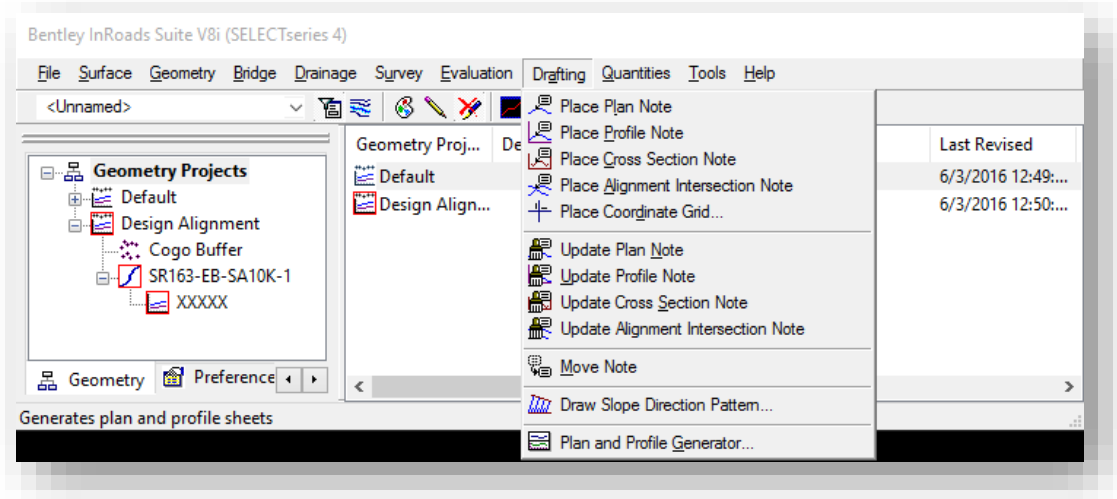 Bentley InRoads Suite V8i (SELECTseries 4)
File Surface Geometry Bridge Drainage Survey Evaluation Drafting Quantities Tools Help
<Unnamed>
Geometry Projects
Default
Design Alignment
Cogo Buffer
SR163-EB-SA10K-1
XXXXX
Geometry Preference
Geometry Proj... De Last Revised
Default 6/3/2016 12:49:...
Design Align... 6/3/2016 12:50:...
Place Plan Note
Place Profile Note
Place Cross Section Note
Place Alignment Intersection Note
Place Coordinate Grid...
Update Plan Note
Update Profile Note
Update Cross Section Note
Update Alignment Intersection Note
Move Note
Draw Slope Direction Pattern...
Plan and Profile Generator...
Generates plan and profile sheets